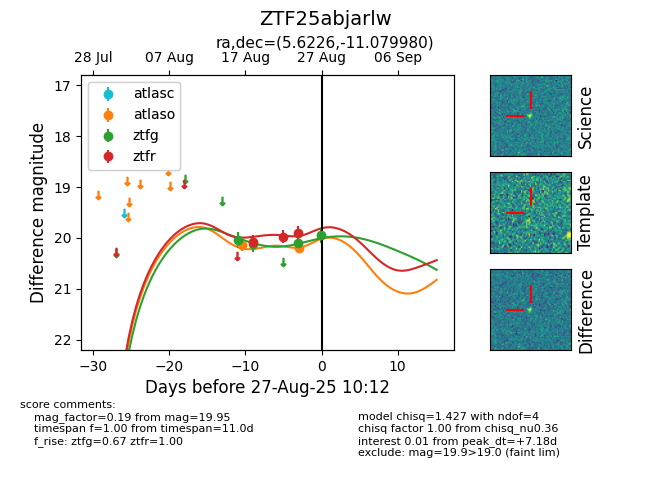 ZTF25abjarlw
ra,dec=(5.6226,-11.079980)
28 Jul 07 Aug 17 Aug 27 Aug 06 Sep
17
18
19
20
21
22
Difference magnitude
atlasc
atlaso
ztfg
ztfr
−30 −20 −10 0 10
Days before 27-Aug-25 10:12
Science
Template
Difference
score comments:
mag_factor=0.19 from mag=19.95
timespan f=1.00 from timespan=11.0d
f_rise: ztfg=0.67 ztfr=1.00
model chisq=1.427 with ndof=4
chisq factor 1.00 from chisq_nu0.36
interest 0.01 from peak_dt=+7.18d
exclude: mag=19.9>19.0 (faint lim)